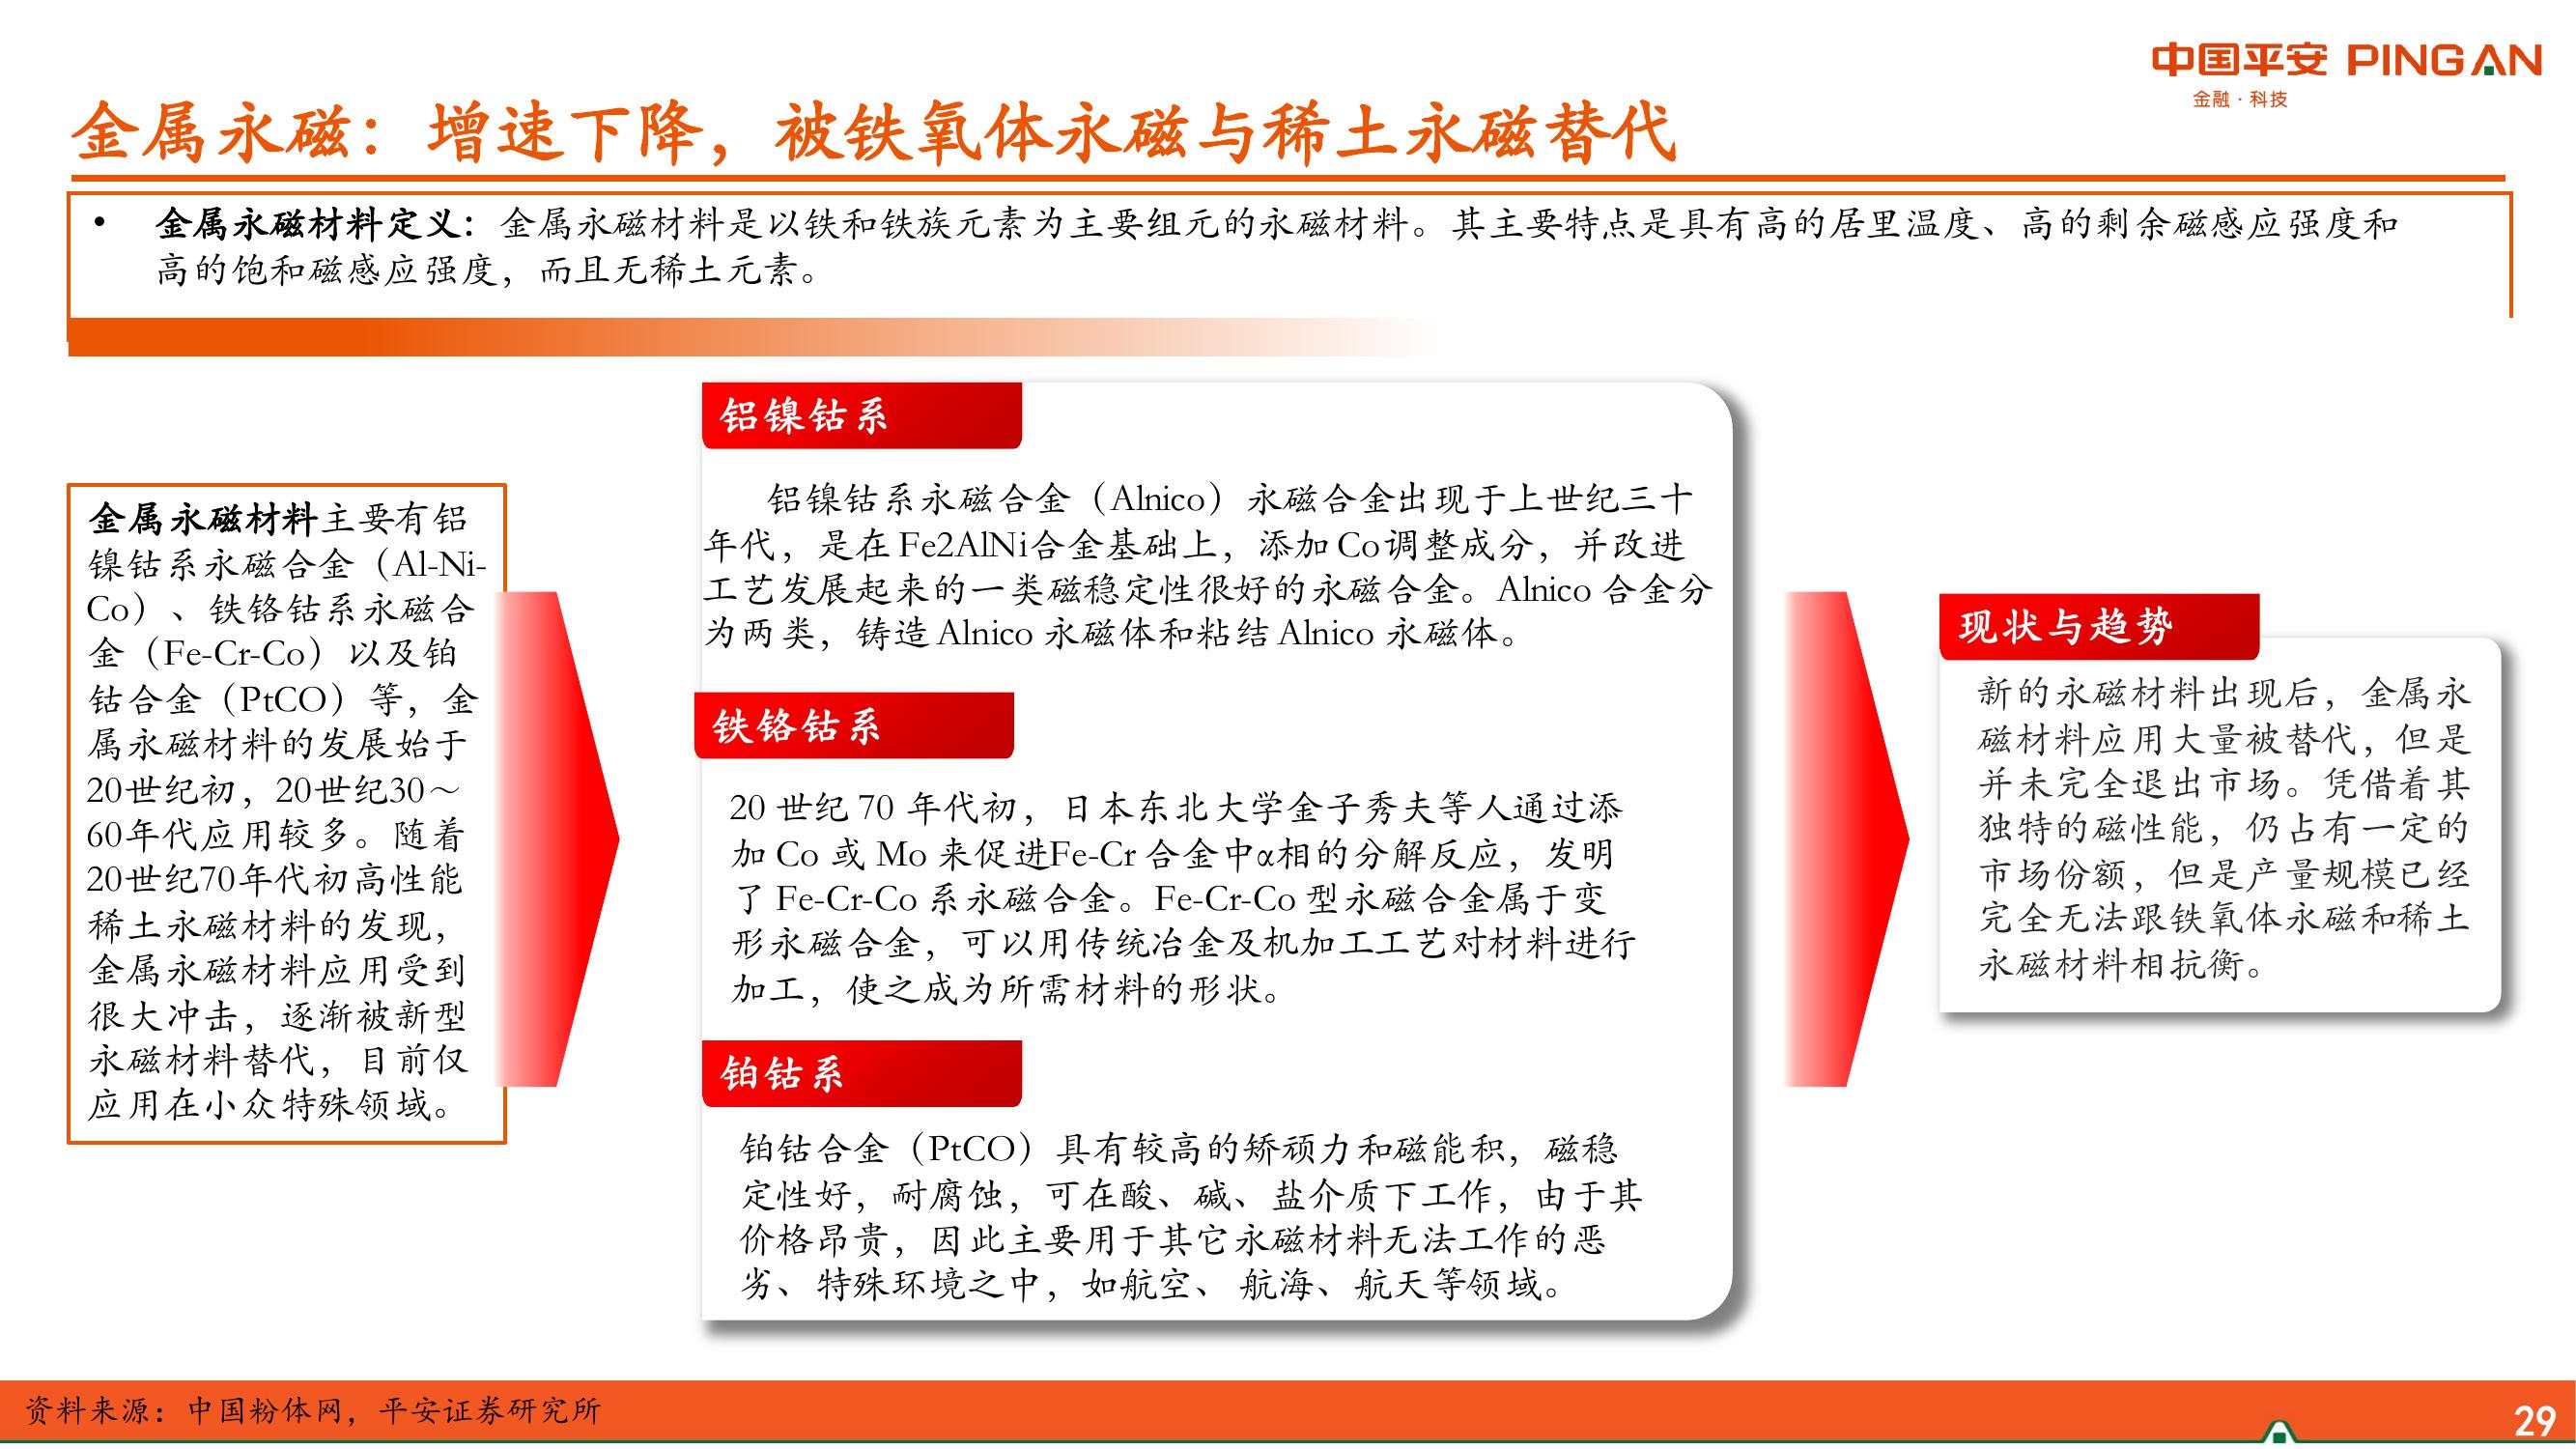 中国平安 PING AN
金融·科技
金属永磁：增速下降，被铁氧体永磁与稀土永磁替代
• 金属永磁材料定义：金属永磁材料是以铁和铁族元素为主要组元的永磁材料。其主要特点是具有高的居里温度、高的剩余磁感应强度和
高的饱和磁感应强度，而且无稀土元素。
金属永磁材料主要有铝
镍钴系永磁合金（Al-Ni-
Co）、铁铬钴系永磁合
金（Fe-Cr-Co）以及铂
钴合金（PtCO）等，金
属永磁材料的发展始于
20世纪初，20世纪30～
60年代应用较多。随着
20世纪70年代初高性能
稀土永磁材料的发现，
金属永磁材料应用受到
很大冲击，逐渐被新型
永磁材料替代，目前仅
应用在小众特殊领域。
铝镍钴系
铝镍钴系永磁合金（Alnico）永磁合金出现于上世纪三十
年代，是在 Fe2AlNi合金基础上，添加 Co调整成分，并改进
工艺发展起来的一类磁稳定性很好的永磁合金。Alnico 合金分
为两类，铸造 Alnico 永磁体和粘结 Alnico 永磁体。
铁铬钴系
20 世纪 70 年代初，日本东北大学金子秀夫等人通过添
加 Co 或 Mo 来促进Fe-Cr 合金中α相的分解反应，发明
了 Fe-Cr-Co 系永磁合金。Fe-Cr-Co 型永磁合金属于变
形永磁合金，可以用传统冶金及机加工工艺对材料进行
加工，使之成为所需材料的形状。
铂钴系
铂钴合金（PtCO）具有较高的矫顽力和磁能积，磁稳
定性好，耐腐蚀，可在酸、碱、盐介质下工作，由于其
价格昂贵，因此主要用于其它永磁材料无法工作的恶
劣、特殊环境之中，如航空、 航海、航天等领域。
现状与趋势
新的永磁材料出现后，金属永
磁材料应用大量被替代，但是
并未完全退出市场。凭借着其
独特的磁性能，仍占有一定的
市场份额，但是产量规模已经
完全无法跟铁氧体永磁和稀土
永磁材料相抗衡。
资料来源：中国粉体网，平安证券研究所
29